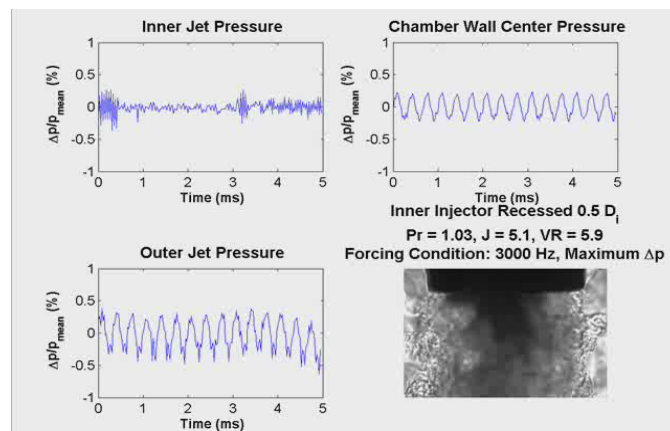 Inner Jet Pressure
1
0.5
0
-0.5
-1
Δp/p_mean (%)
0 1 2 3 4 5
Time (ms)
Chamber Wall Center Pressure
1
0.5
0
-0.5
-1
Δp/p_mean (%)
0 1 2 3 4 5
Time (ms)
Outer Jet Pressure
1
0.5
0
-0.5
-1
Δp/p_mean (%)
0 1 2 3 4 5
Time (ms)
Inner Injector Recessed 0.5 D_i
Pr = 1.03, J = 5.1, VR = 5.9
Forcing Condition: 3000 Hz, Maximum Δp